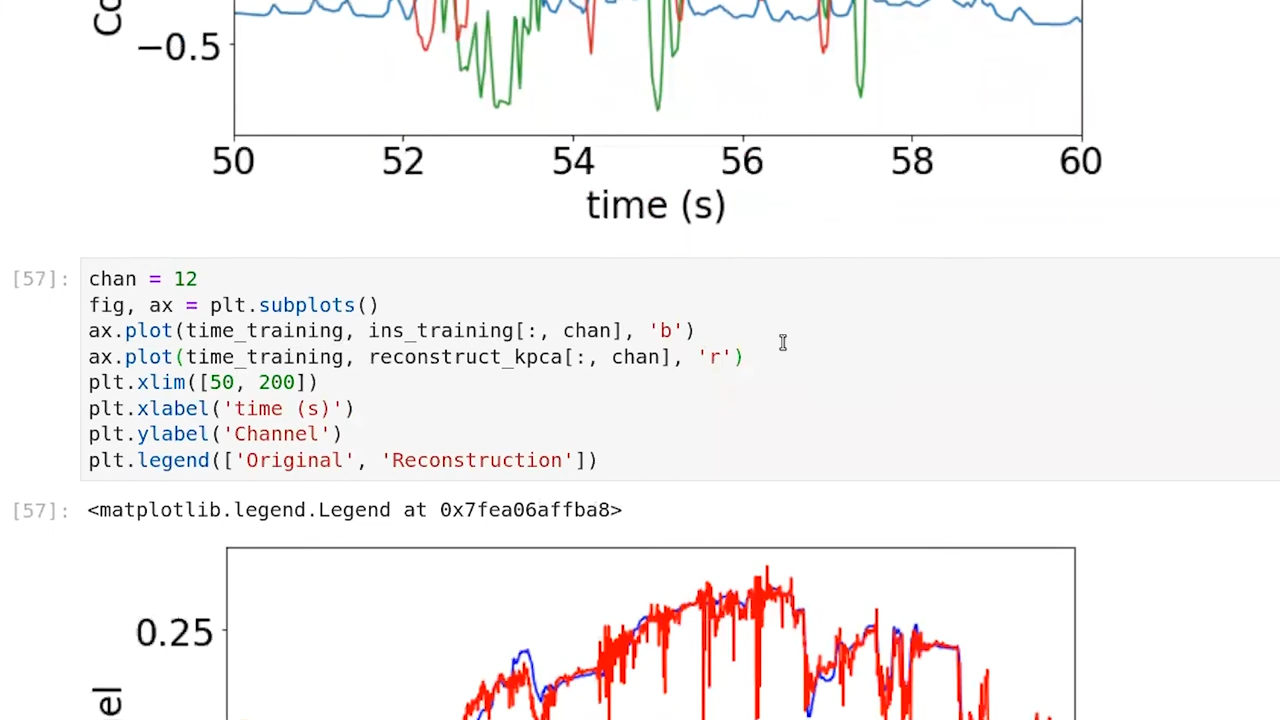 Co
−0.5
50 52 54 56 58 60
time (s)
[57]: chan = 12
fig, ax = plt.subplots()
ax.plot(time_training, ins_training[:, chan], 'b')
ax.plot(time_training, reconstruct_kpca[:, chan], 'r')
plt.xlim([50, 200])
plt.xlabel('time (s)')
plt.ylabel('Channel')
plt.legend(['Original', 'Reconstruction'])
[57]: <matplotlib.legend.Legend at 0x7fea06affba8>
0.25
nel